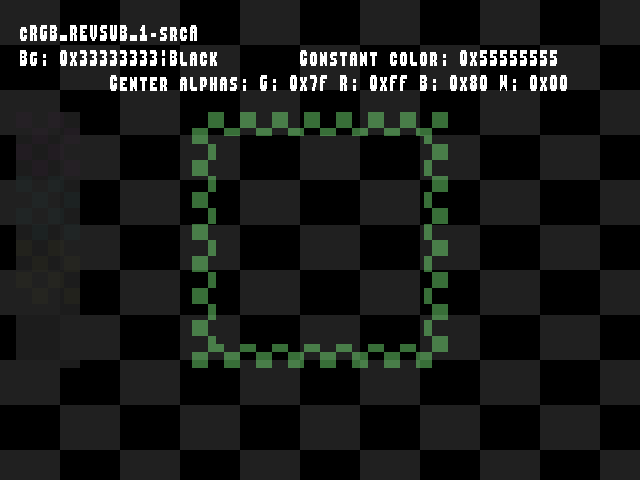 cRGB_REVSUB_1-srcA
Bg: 0x33333333¦Black Constant color: 0x55555555
Center alphas: G: 0x7f R: 0xff B: 0x80 W: 0x00